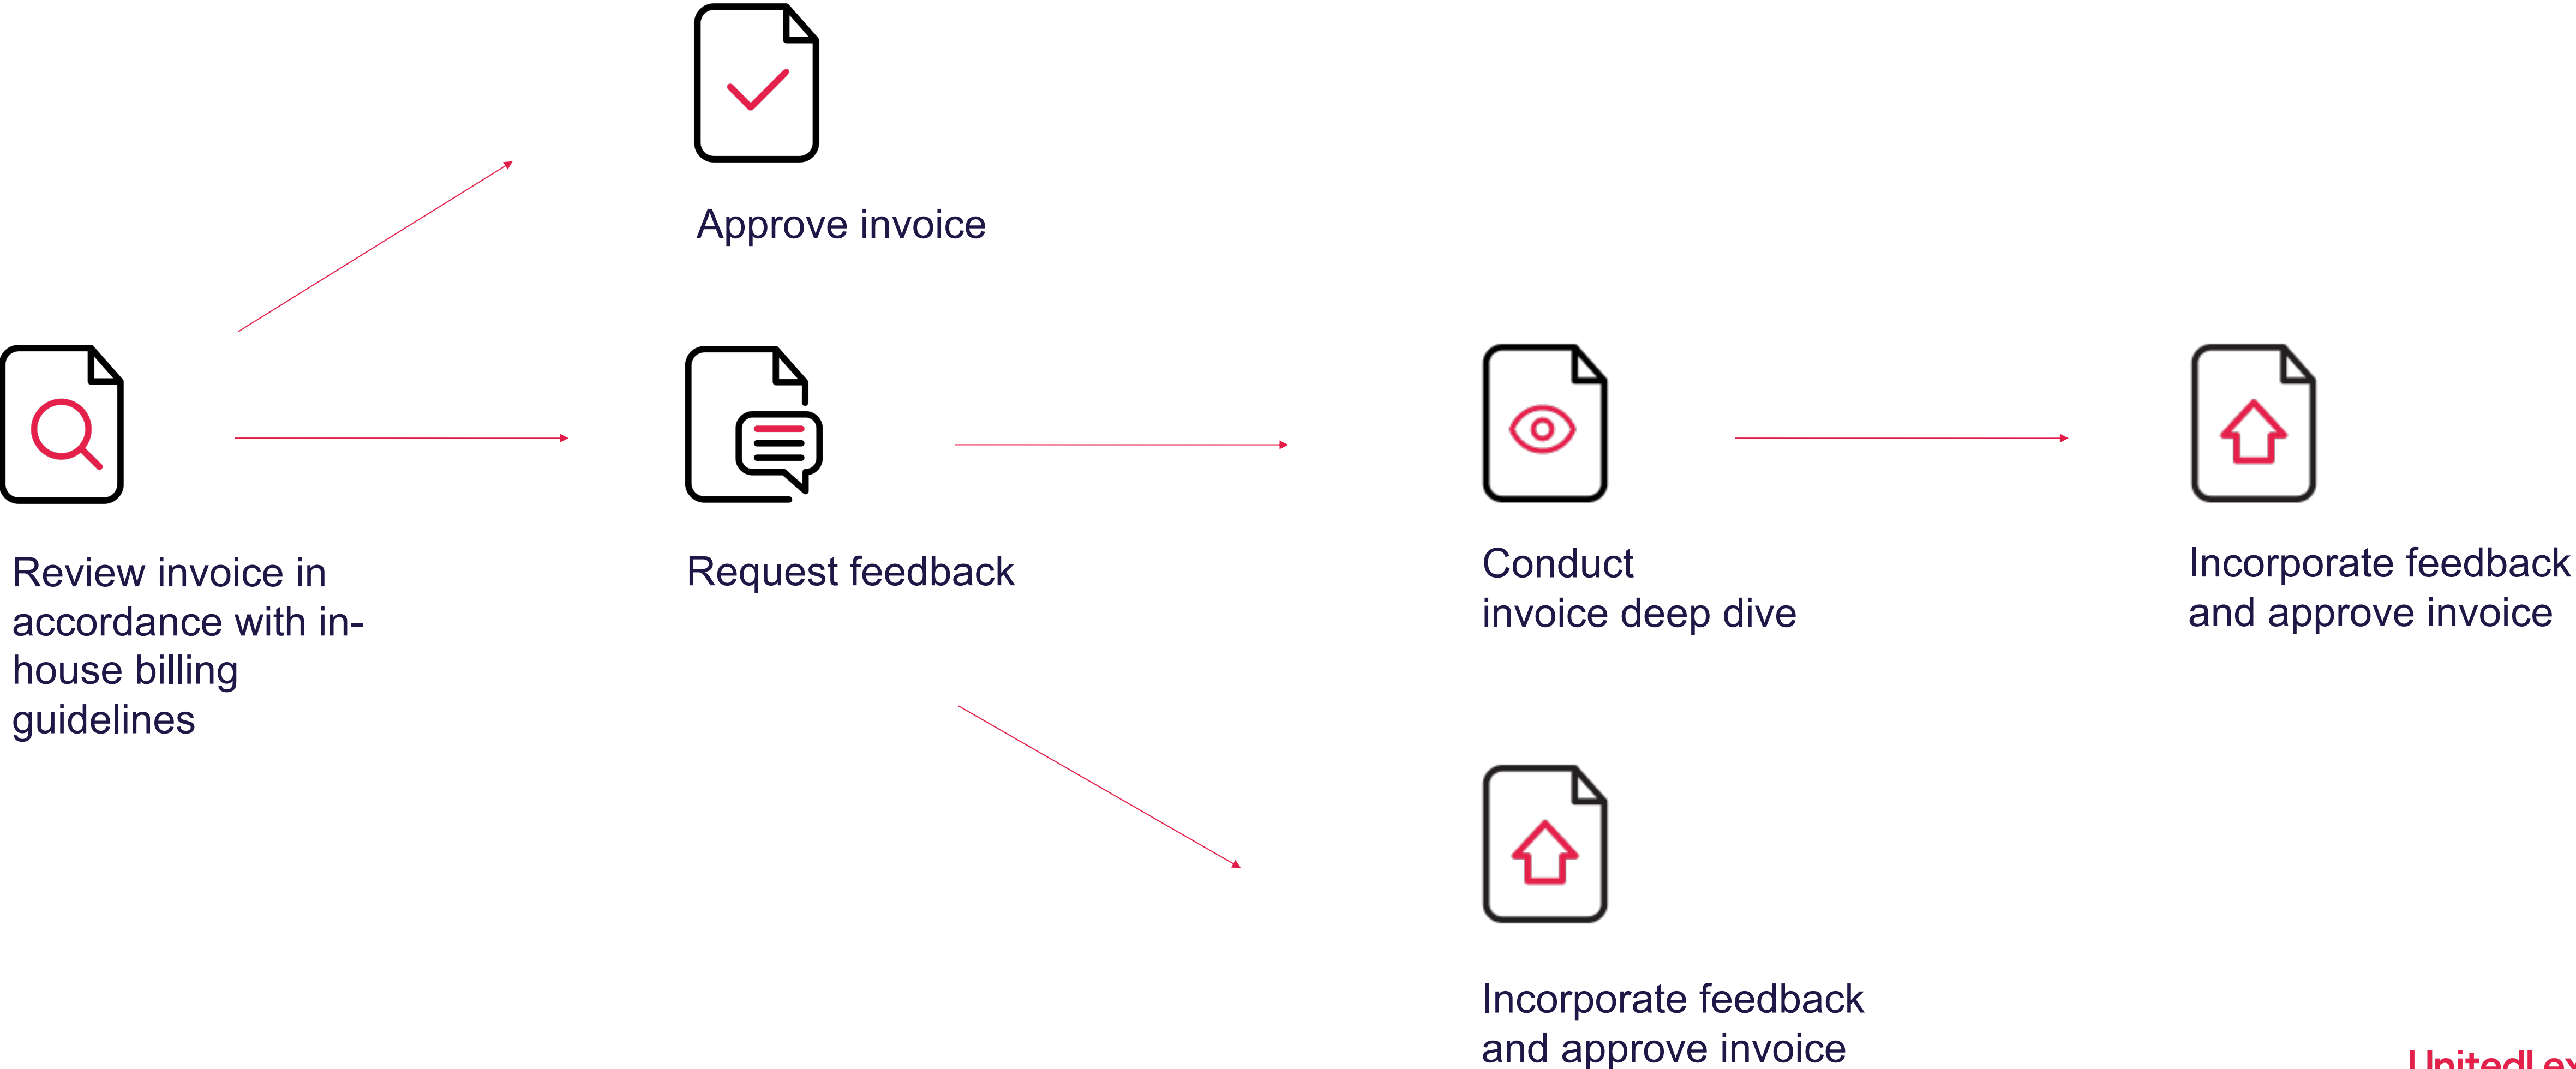 Approve invoice
Review invoice in
accordance with in-
house billing
guidelines
Request feedback
Conduct
invoice deep dive
Incorporate feedback
and approve invoice
Incorporate feedback
and approve invoice
UnitedLex